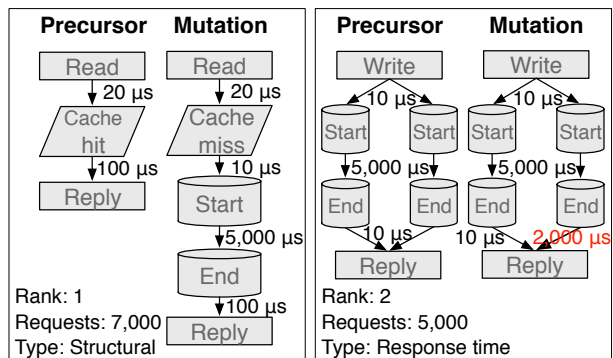 Precursor Mutation
Read Read
20 µs 20 µs
Cache hit Cache miss
100 µs 10 µs
Reply Start
5,000 µs
End
100 µs
Reply
Rank: 1
Requests: 7,000
Type: Structural
Precursor Mutation
Write Write
10 µs 10 µs
Start Start Start Start
5,000 µs 5,000 µs
End End End End
10 µs 10 µs 2,000 µs
Reply Reply
Rank: 2
Requests: 5,000
Type: Response time